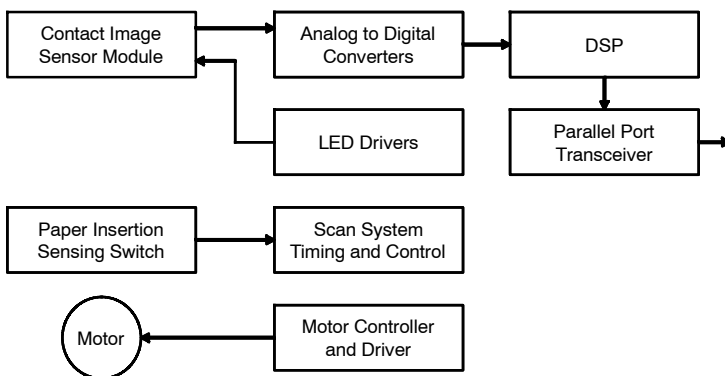 Contact Image
Sensor Module
Analog to Digital
Converters
DSP
LED Drivers
Parallel Port
Transceiver
Paper Insertion
Sensing Switch
Scan System
Timing and Control
Motor
Motor Controller
and Driver